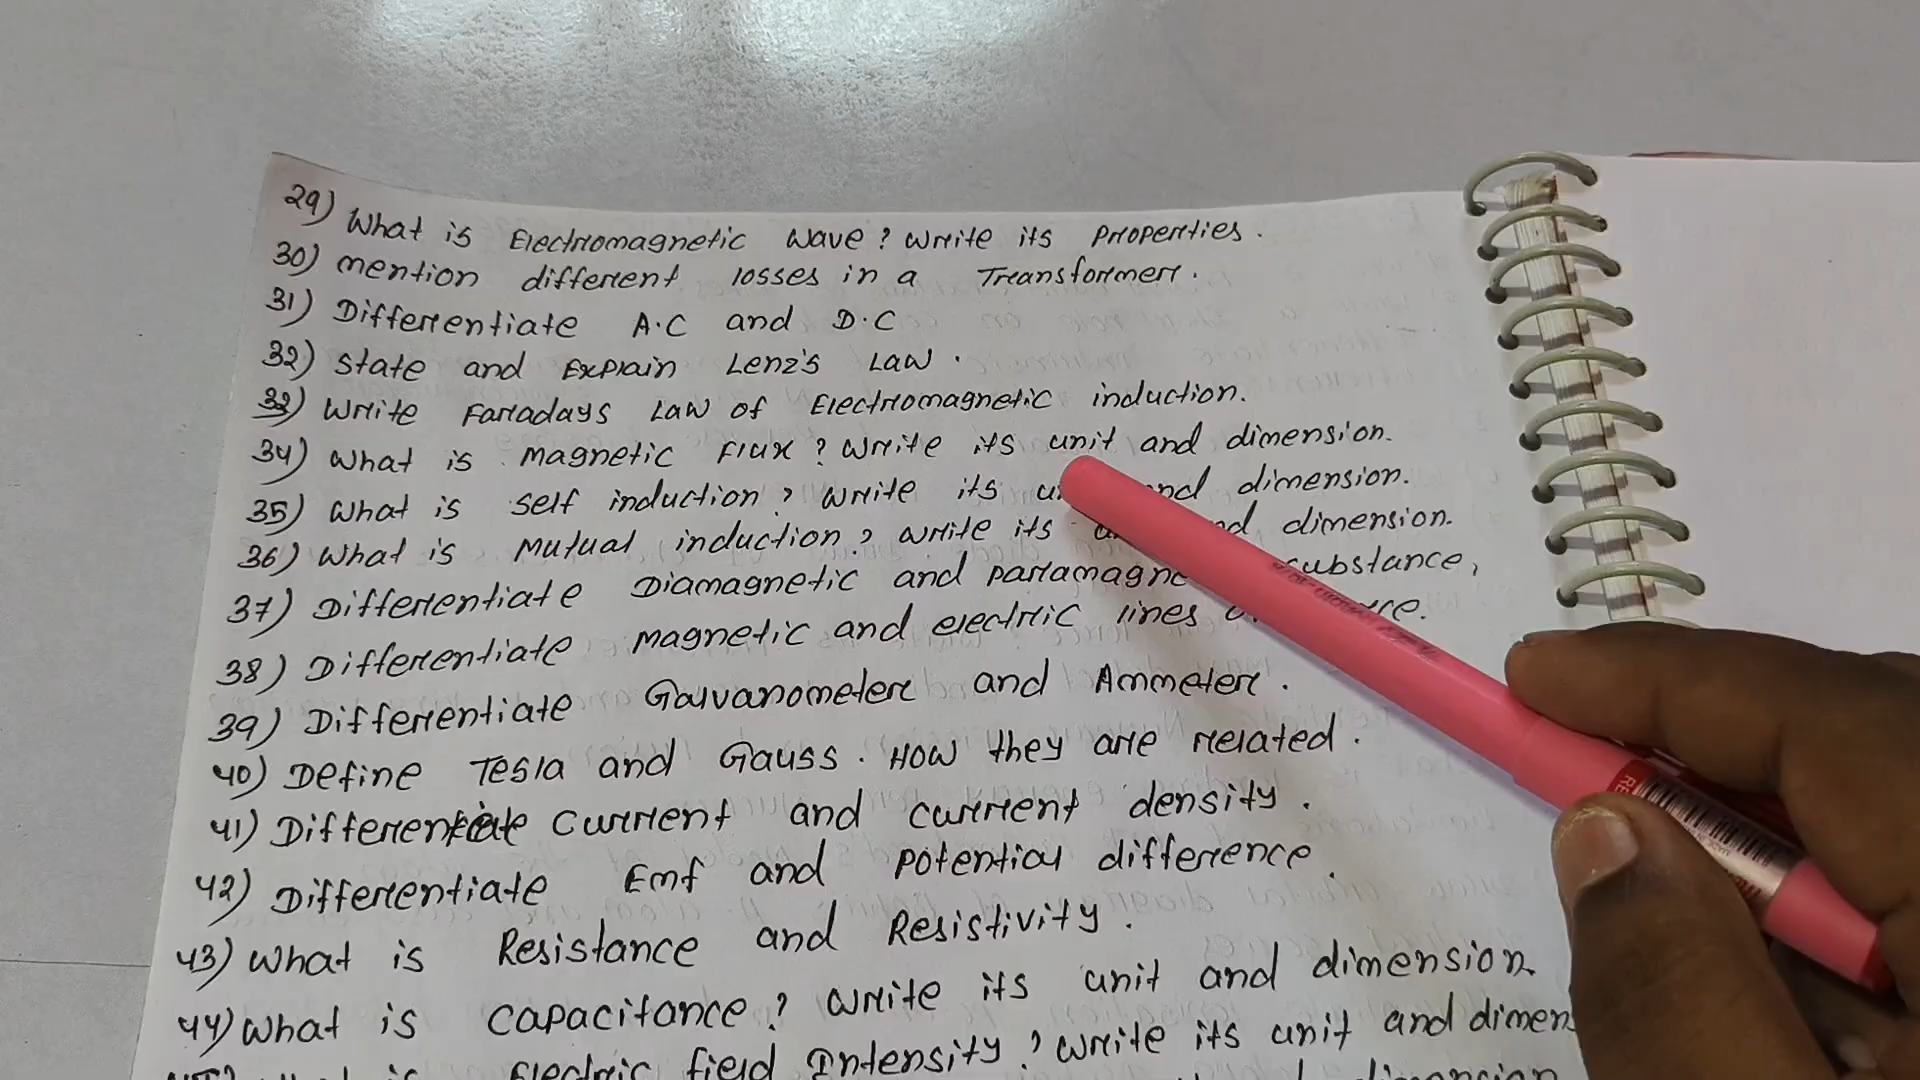 29) What is Electromagnetic Wave? Write its Properties.
30) mention different losses in a Transformer.
31) Differentiate A.C and D.C
32) State and Explain Lenz's Law.
33) Write Faradays Law of Electromagnetic induction.
34) What is magnetic Flux? Write its unit and dimension.
35) What is Self induction? Write its and dimension.
36) What is Mutual induction? Write its dimension.
37) Differentiate Diamagnetic and substance,
38) Differentiate magnetic and electric lines
39) Differentiate Galvanometer and Ammeter.
40) Define Tesla and Gauss. How they are related.
41) Differentiate Current and current density.
42) Differentiate Emf and Potential difference.
43) What is Resistance and Resistivity.
44) What is Capacitance? Write its unit and dimension.
Electric field Intensity? Write its unit and dimen